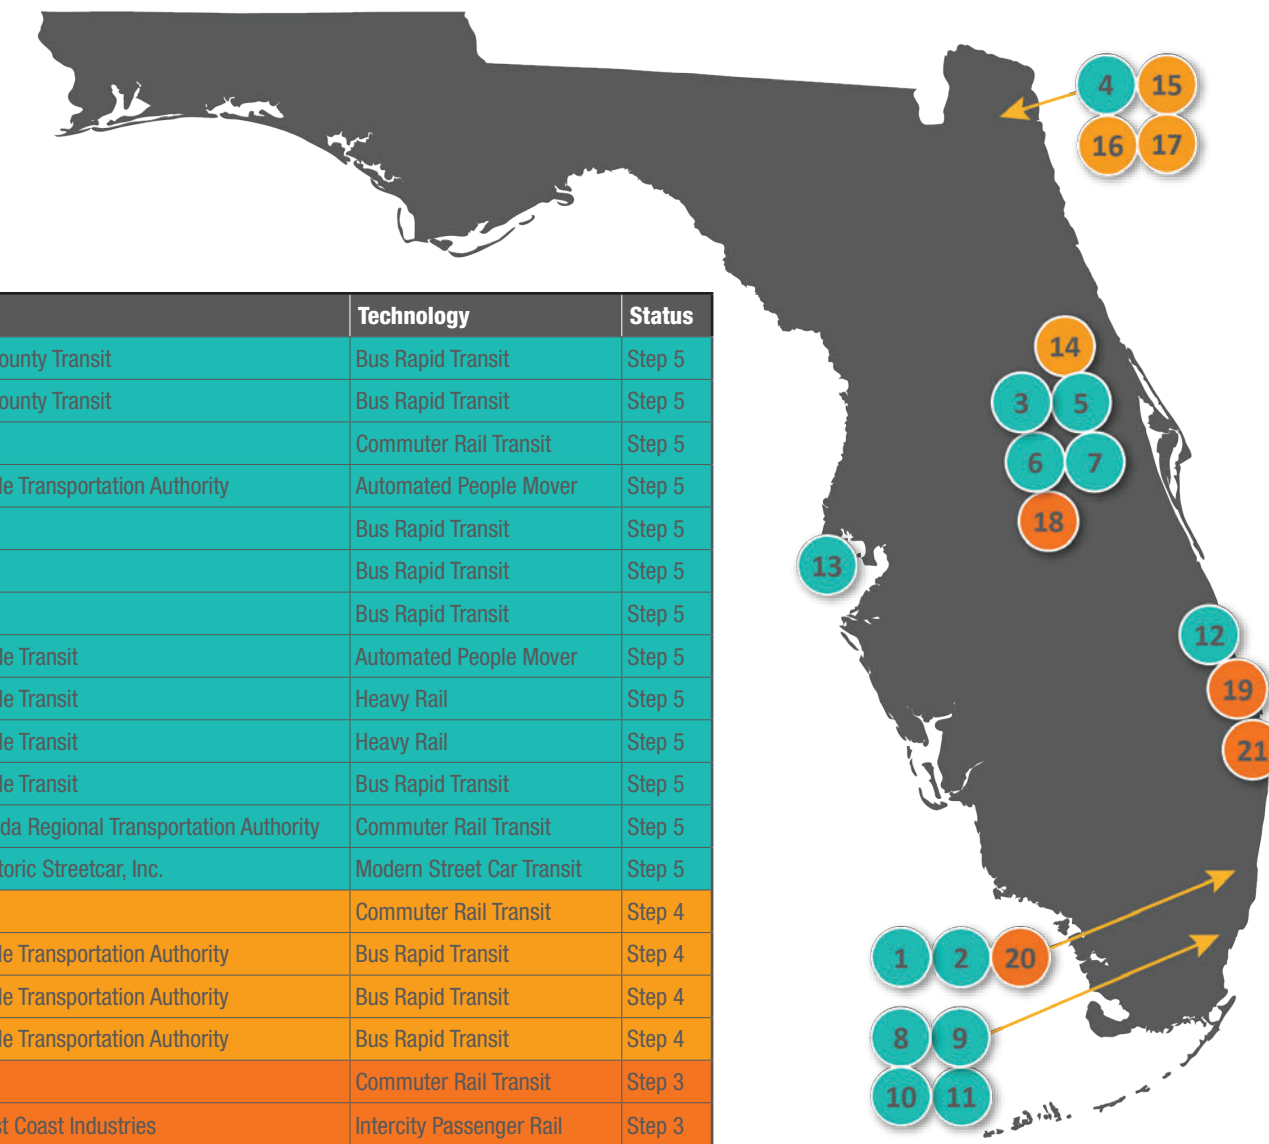 4 15
16 17
Technology Status
ounty Transit Bus Rapid Transit Step 5
ounty Transit Bus Rapid Transit Step 5
Commuter Rail Transit Step 5
le Transportation Authority Automated People Mover Step 5
Bus Rapid Transit Step 5
Bus Rapid Transit Step 5
Bus Rapid Transit Step 5
le Transit Automated People Mover Step 5
le Transit Heavy Rail Step 5
le Transit Heavy Rail Step 5
le Transit Bus Rapid Transit Step 5
da Regional Transportation Authority Commuter Rail Transit Step 5
toric Streetcar, Inc. Modern Street Car Transit Step 5
Commuter Rail Transit Step 4
le Transportation Authority Bus Rapid Transit Step 4
le Transportation Authority Bus Rapid Transit Step 4
le Transportation Authority Bus Rapid Transit Step 4
Commuter Rail Transit Step 3
st Coast Industries Intercity Passenger Rail Step 3
14
3 5
6 7
18
13
12
19
21
1 2 20
8 9
10 11